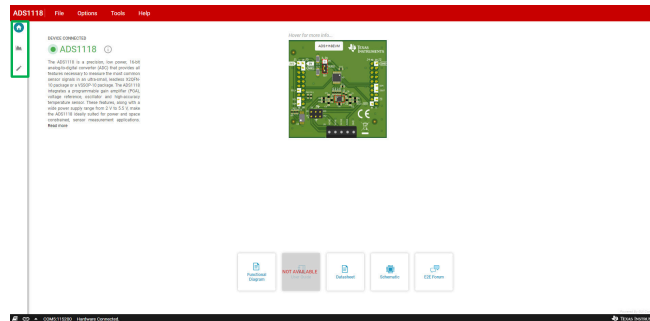 ADS1118 File Options Tools Help
DEVICE CONNECTED
ADS1118
The ADS1118 is a precision, low power, 16-bit
analog-to-digital converter (ADC) that provides all
features necessary to measure the most common
sensor signals in an ultra-small, leadless X2QFN-
10 package or a VSSOP-10 package. The ADS1118
integrates a programmable gain amplifier (PGA),
voltage reference, oscillator and high-accuracy
temperature sensor. These features, along with a
wide power supply range from 2 V to 5.5 V, make
the ADS1118 ideally suited for power and space
constrained, sensor measurement applications.
Read more
Hover for more info...
TEXAS INSTRUMENTS
Functional
Diagram
NOT AVAILABLE
Datasheet
Schematic
E2E Forum
COM5:115200 Hardware Connected.